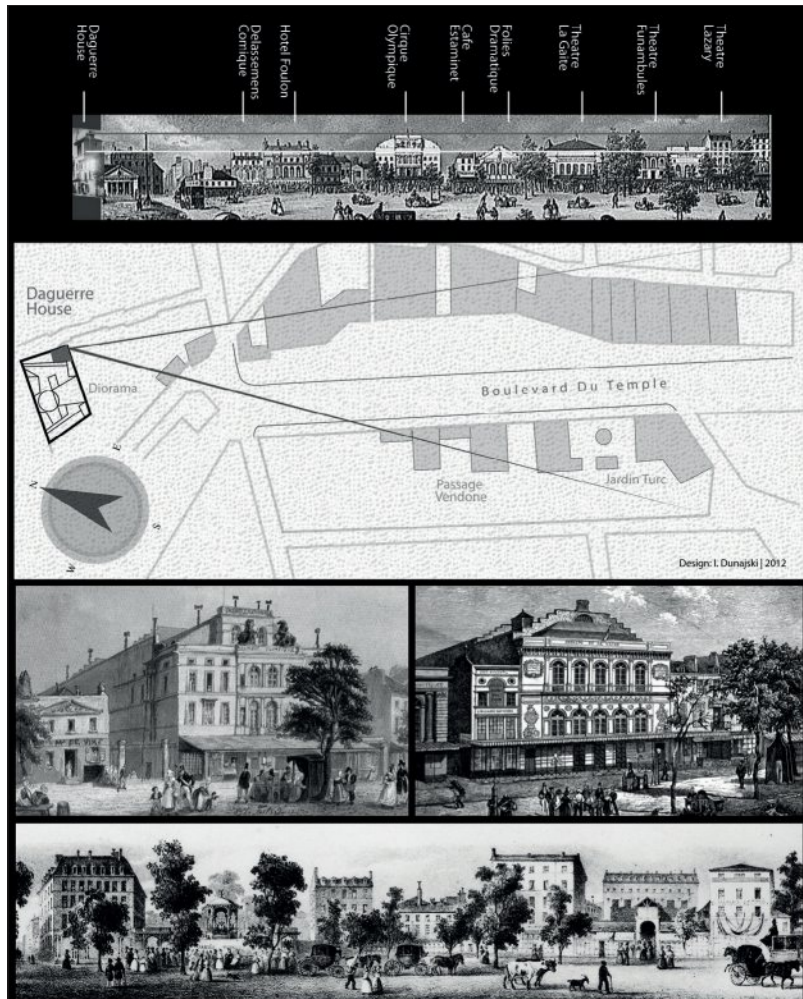 Daguerre
House
Delassemens
Comique
Hotel Foulon
Cirque
Olympique
Cafe
Estaminet
Folies
Dramatique
Theatre
La Gaite
Theatre
Funambules
Theatre
Lazary
Daguerre
House
Diorama
Boulevard Du Temple
E
N
S
W
Passage
Vendone
Jardin Turc
Design: I. Dunajski | 2012